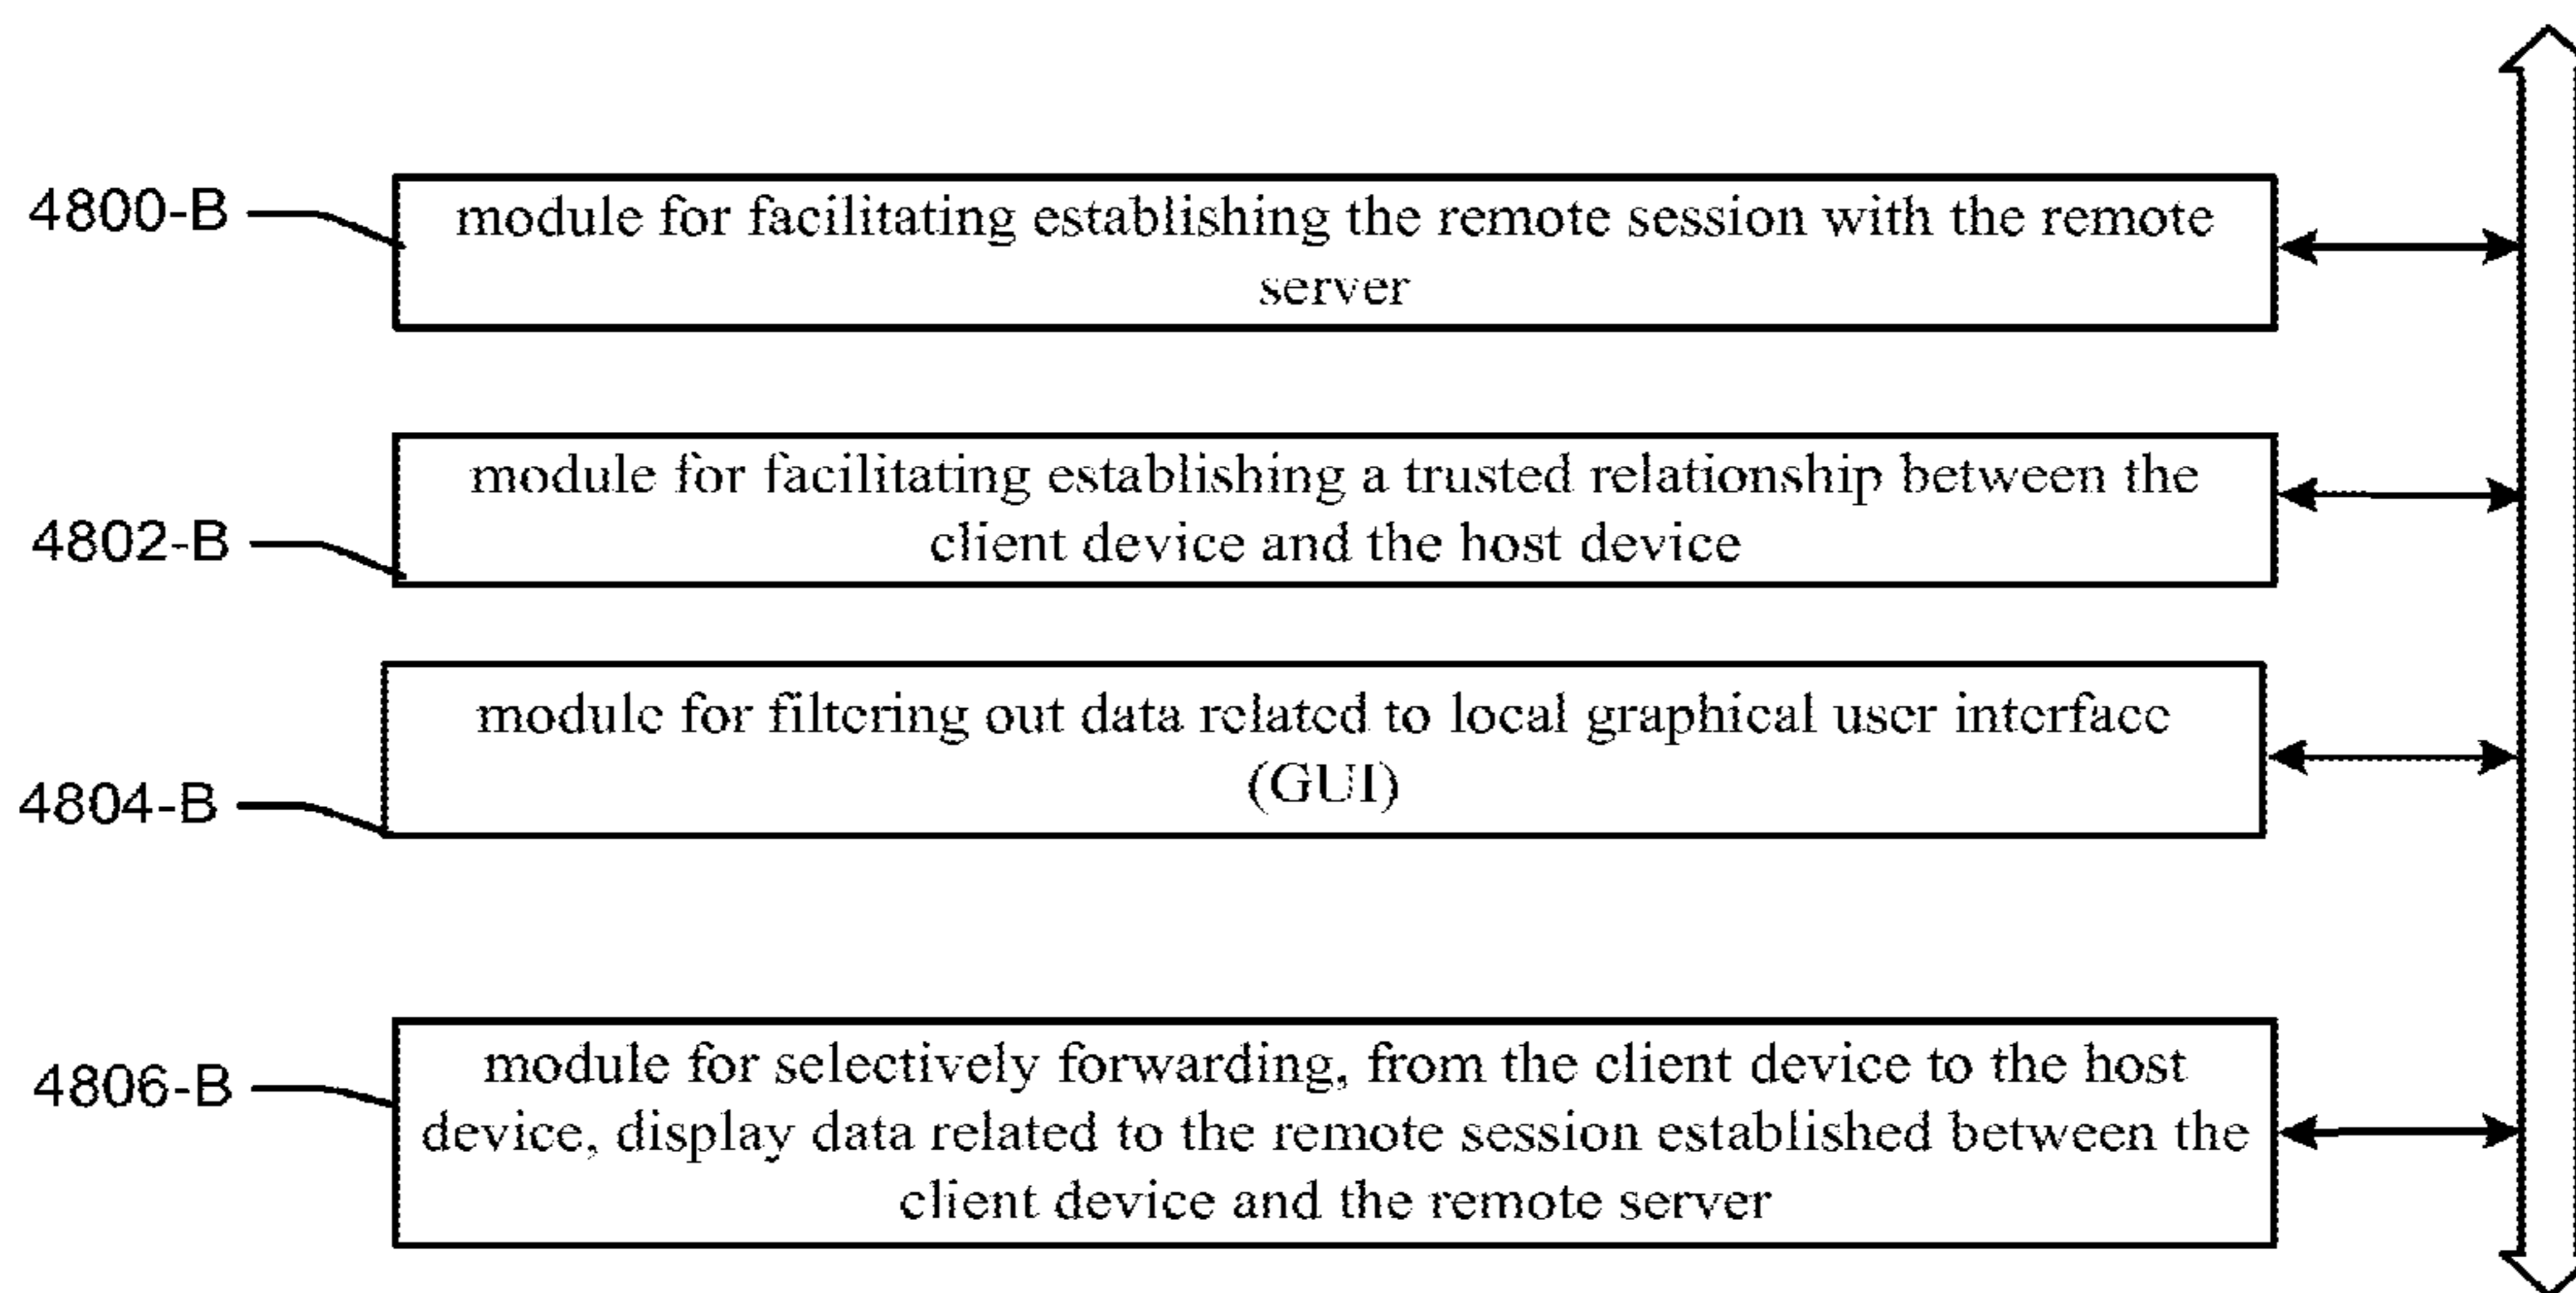 4800-B
module for facilitating establishing the remote session with the remote
server
4802-B
module for facilitating establishing a trusted relationship between the
client device and the host device
4804-B
module for filtering out data related to local graphical user interface
(GUI)
4806-B
module for selectively forwarding, from the client device to the host
device, display data related to the remote session established between the
client device and the remote server